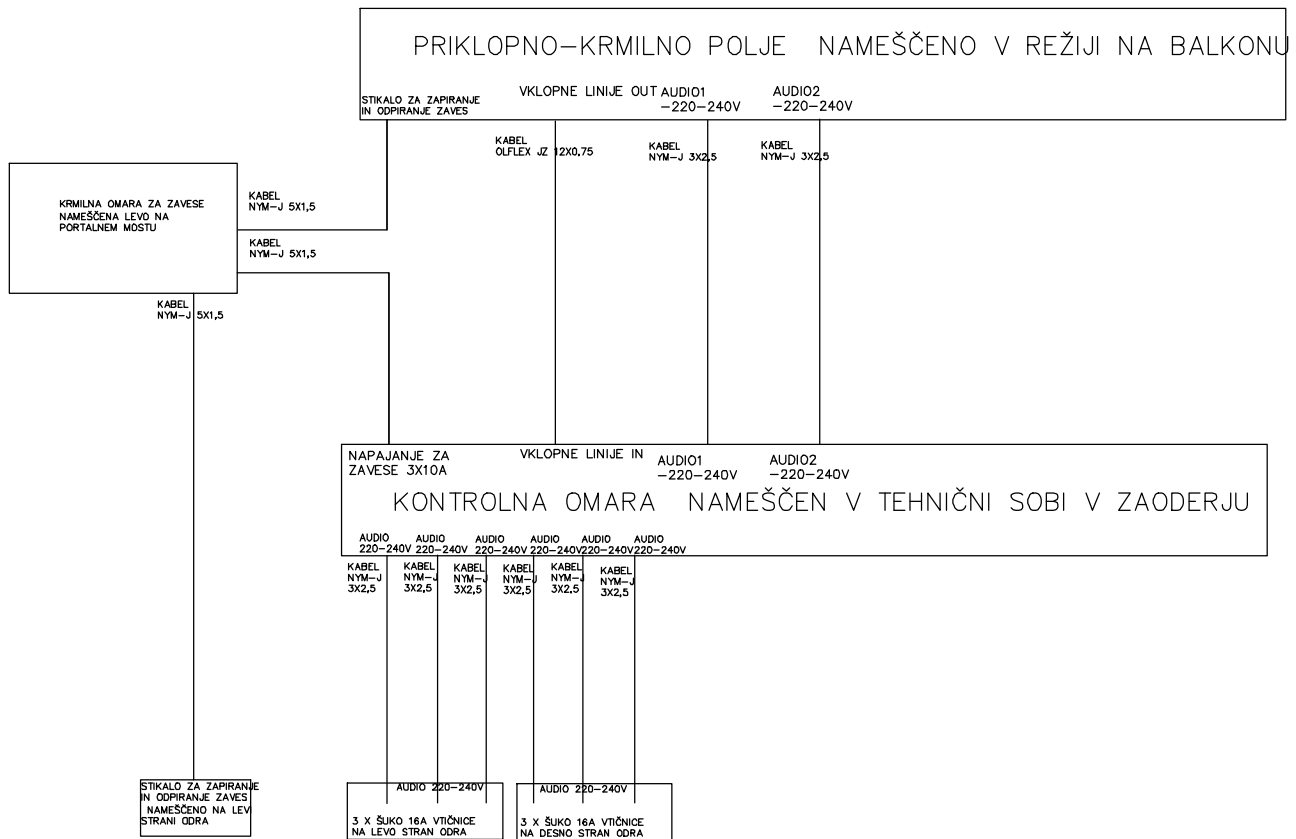 PRIKLOPNO-KRMILNO POLJE NAMEŠČENO V REŽIJI NA BALKONU
STIKALO ZA ZAPIRANJE
IN ODPIRANJE ZAVES
VKLOPNE LINIJE OUT
AUDIO1
-220-240V
AUDIO2
-220-240V
KABEL
OLFLEX JZ 12X0.75
KABEL
NYM-J 3X2,5
KABEL
NYM-J 3X2,5
KRMILNA OMARA ZA ZAVESE
NAMEŠČENA LEVO NA
PORTALNEM MOSTU
KABEL
NYM-J 5X1,5
KABEL
NYM-J 5X1,5
KABEL
NYM-J 5X1,5
NAPAJANJE ZA
ZAVESE 3X10A
VKLOPNE LINIJE IN
AUDIO1
-220-240V
AUDIO2
-220-240V
KONTROLNA OMARA NAMEŠČEN V TEHNIČNI SOBI V ZAODERJU
AUDIO
220-240V
AUDIO
220-240V
AUDIO
220-240V
AUDIO
220-240V
AUDIO
220-240V
AUDIO
220-240V
KABEL
NYM-J
3X2,5
KABEL
NYM-J
3X2,5
KABEL
NYM-J
3X2,5
KABEL
NYM-J
3X2,5
KABEL
NYM-J
3X2,5
KABEL
NYM-J
3X2,5
STIKALO ZA ZAPIRANJE
IN ODPIRANJE ZAVES
NAMEŠČENO NA LEV
STRANI ODRA
AUDIO 220-240V
3 X ŠUKO 16A VTIČNICE
NA LEVO STRAN ODRA
AUDIO 220-240V
3 X ŠUKO 16A VTIČNICE
NA DESNO STRAN ODRA